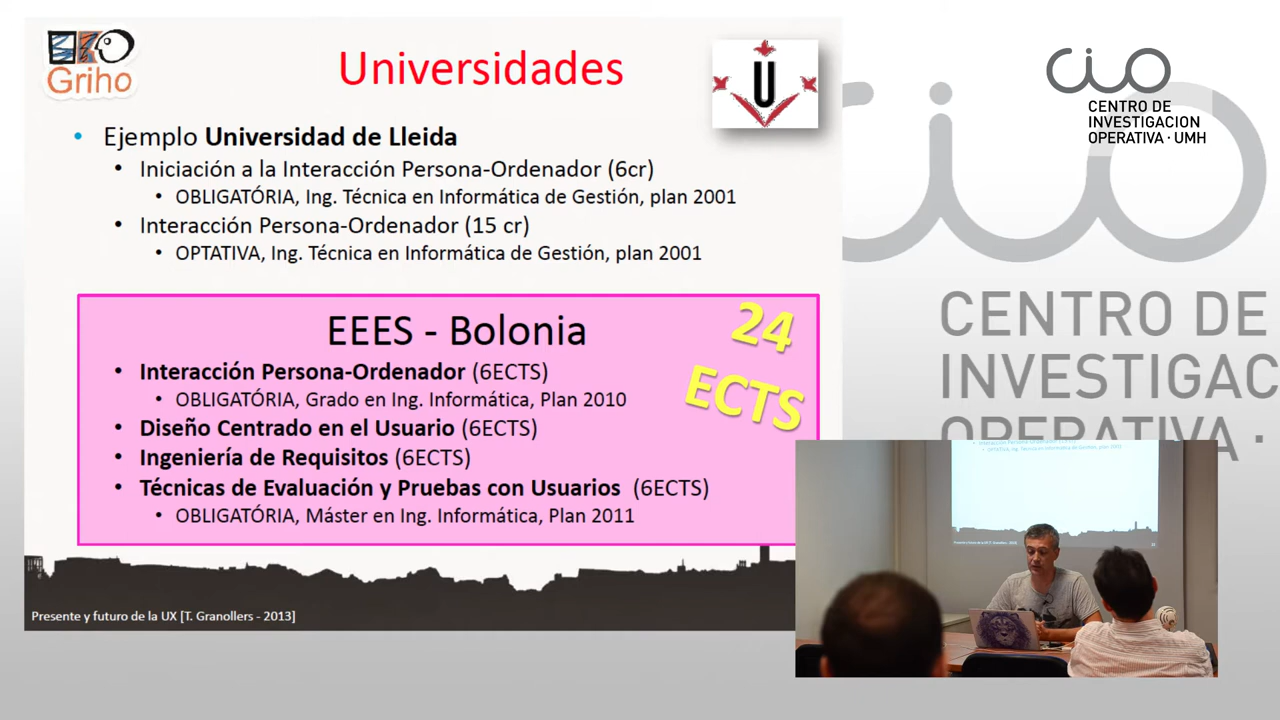 Griho
Universidades
U
CIO
CENTRO DE
INVESTIGACION
OPERATIVA · UMH
• Ejemplo Universidad de Lleida
• Iniciación a la Interacción Persona-Ordenador (6cr)
• OBLIGATÓRIA, Ing. Técnica en Informática de Gestión, plan 2001
• Interacción Persona-Ordenador (15 cr)
• OPTATIVA, Ing. Técnica en Informática de Gestión, plan 2001
EEES - Bolonia
24
ECTS
• Interacción Persona-Ordenador (6ECTS)
• OBLIGATÓRIA, Grado en Ing. Informática, Plan 2010
• Diseño Centrado en el Usuario (6ECTS)
• Ingeniería de Requisitos (6ECTS)
• Técnicas de Evaluación y Pruebas con Usuarios (6ECTS)
• OBLIGATÓRIA, Máster en Ing. Informática, Plan 2011
Presente y futuro de la UX [T. Granollers - 2013]
cio
CENTRO DE
INVESTIGAC
OPERATIVA ·